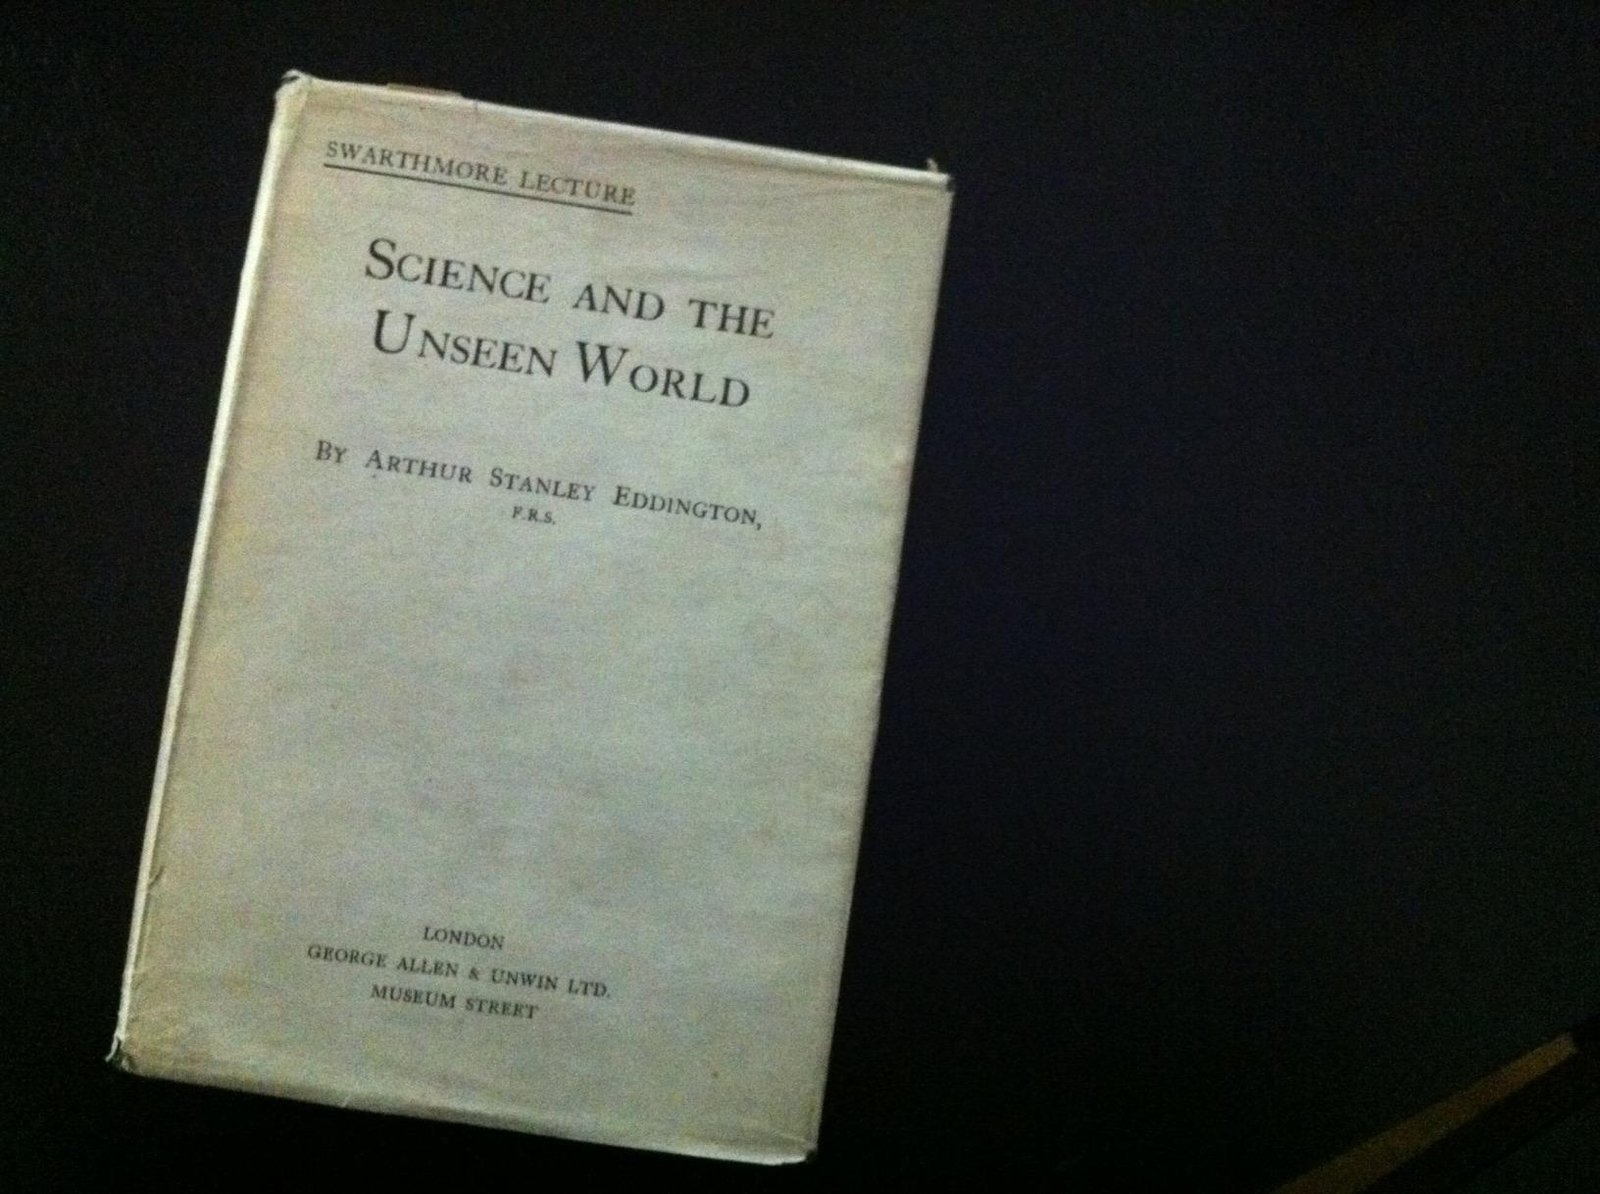 SWARTHMORE LECTURE
SCIENCE AND THE
UNSEEN WORLD
BY ARTHUR STANLEY EDDINGTON,
F.R.S.
LONDON
GEORGE ALLEN & UNWIN LTD.
MUSEUM STREET